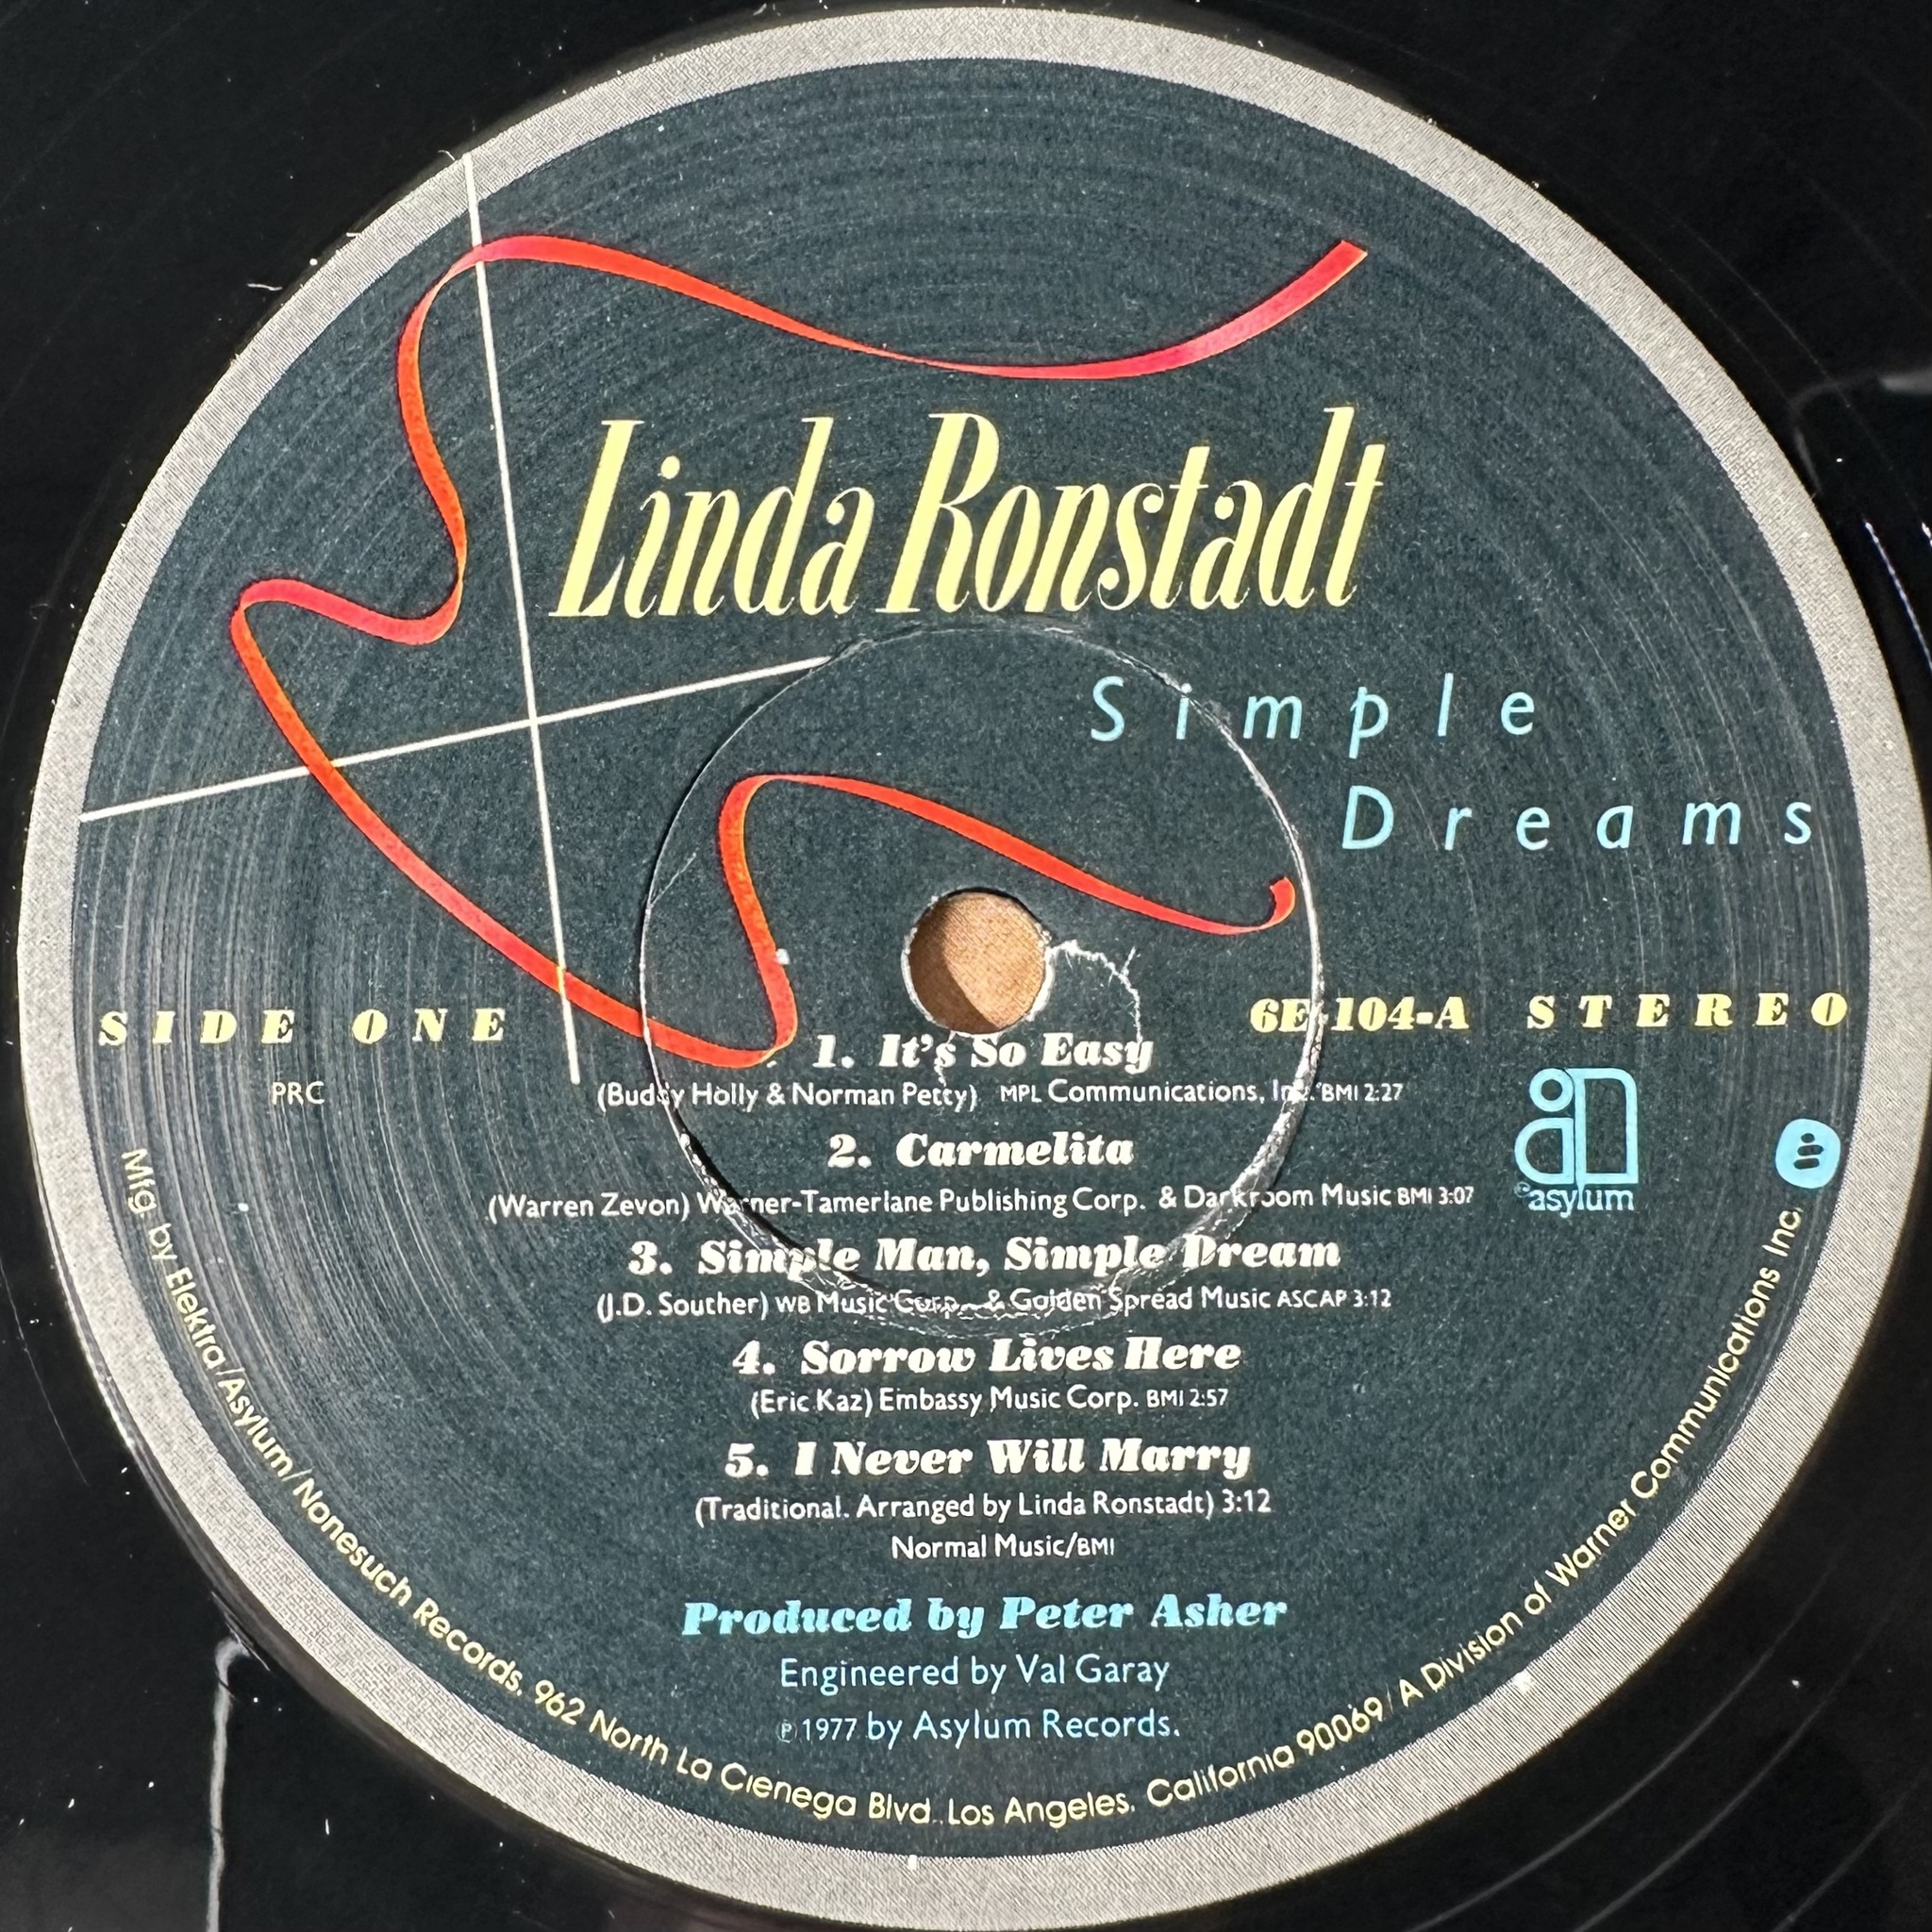 Linda Ronstadt
Simple
Dreams
SIDE ONE
6E-104-A STEREO
PRC
1. It's So Easy
(Buddy Holly & Norman Petty) MPL Communications, Inc. BMI 2:27
2. Carmelita
(Warren Zevon) Warner-Tamerlane Publishing Corp. & Darkroom Music BMI 3:07
asylum
3. Simple Man, Simple Dream
(J.D. Souther) WB Music Corp. & Golden Spread Music ASCAP 3:12
4. Sorrow Lives Here
(Eric Kaz) Embassy Music Corp. BMI 2:57
5. I Never Will Marry
(Traditional. Arranged by Linda Ronstadt) 3:12
Normal Music/BMI
Produced by Peter Asher
Engineered by Val Garay
℗ 1977 by Asylum Records.
Mfg. by Elektra/Asylum/Nonesuch Records, 962 North La Cienega Blvd., Los Angeles, California 90069 / A Division of Warner Communications Inc.